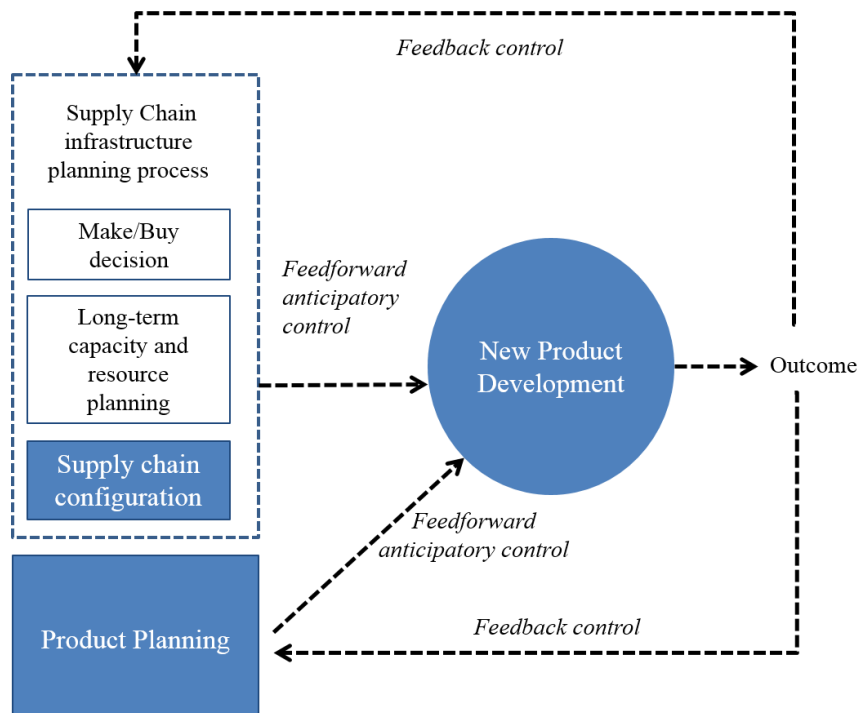 Feedback control
Supply Chain
infrastructure
planning process
Make/Buy
decision
Long-term
capacity and
resource
planning
Supply chain
configuration
Feedforward
anticipatory
control
New Product
Development
Outcome
Feedforward
anticipatory control
Product Planning
Feedback control